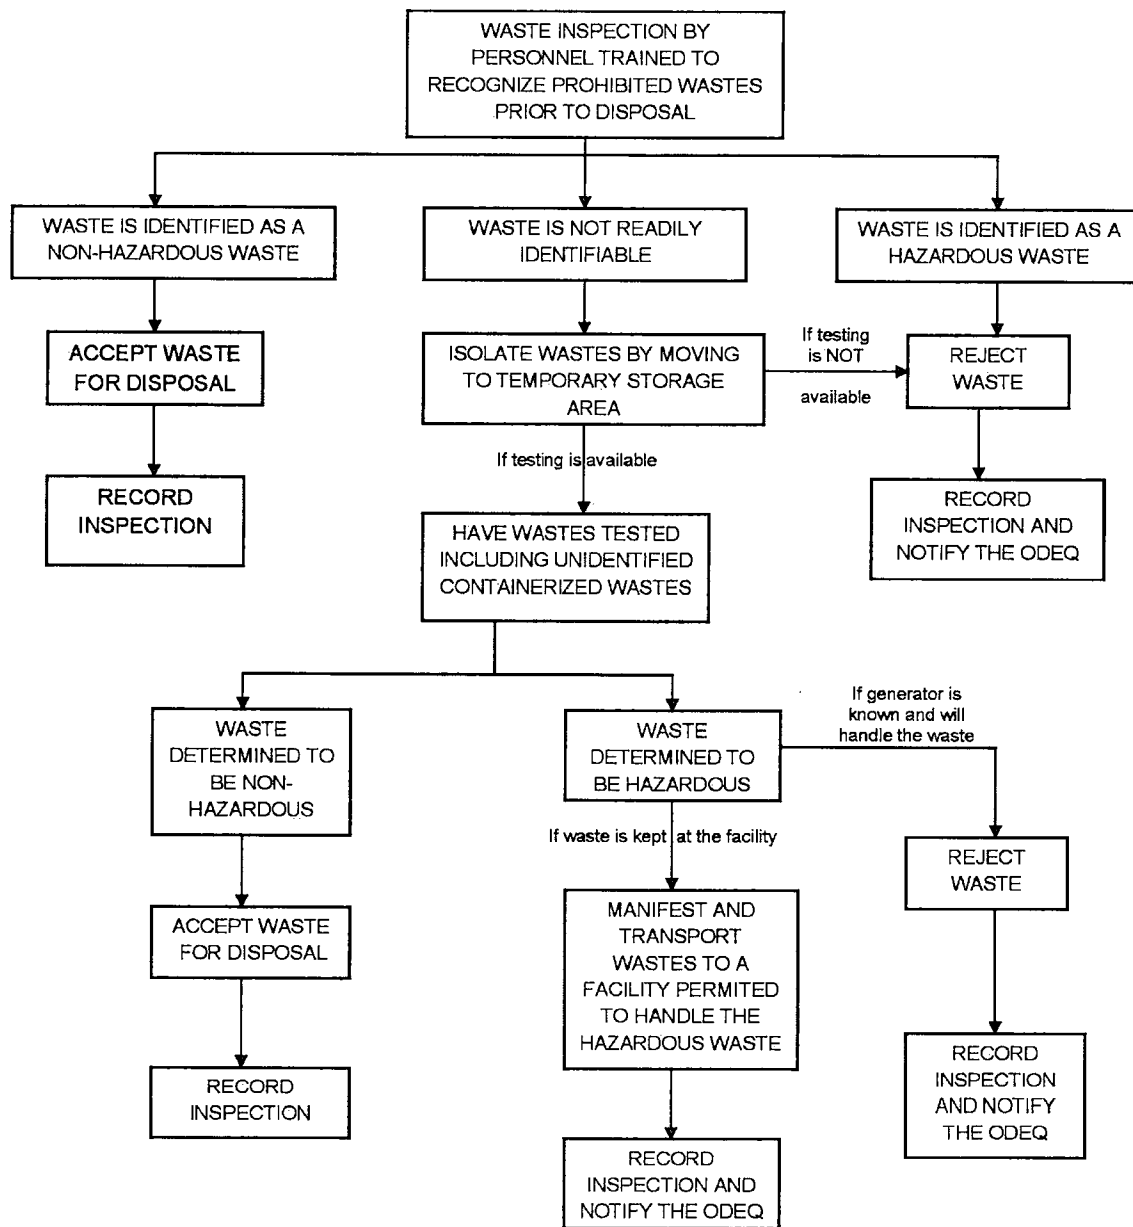 WASTE INSPECTION BY
PERSONNEL TRAINED TO
RECOGNIZE PROHIBITED WASTES
PRIOR TO DISPOSAL
WASTE IS IDENTIFIED AS A
NON-HAZARDOUS WASTE
WASTE IS NOT READILY
IDENTIFIABLE
WASTE IS IDENTIFIED AS A
HAZARDOUS WASTE
ACCEPT WASTE
FOR DISPOSAL
ISOLATE WASTES BY MOVING
TO TEMPORARY STORAGE
AREA
If testing
is NOT
available
REJECT
WASTE
If testing is available
RECORD
INSPECTION
HAVE WASTES TESTED
INCLUDING UNIDENTIFIED
CONTAINERIZED WASTES
RECORD
INSPECTION AND
NOTIFY THE ODEQ
WASTE
DETERMINED TO
BE NON-
HAZARDOUS
WASTE
DETERMINED TO
BE HAZARDOUS
If generator is
known and will
handle the waste
If waste is kept at the facility
REJECT
WASTE
ACCEPT WASTE
FOR DISPOSAL
MANIFEST AND
TRANSPORT
WASTES TO A
FACILITY PERMITED
TO HANDLE THE
HAZARDOUS WASTE
RECORD
INSPECTION
AND NOTIFY
THE ODEQ
RECORD
INSPECTION
RECORD
INSPECTION AND
NOTIFY THE ODEQ